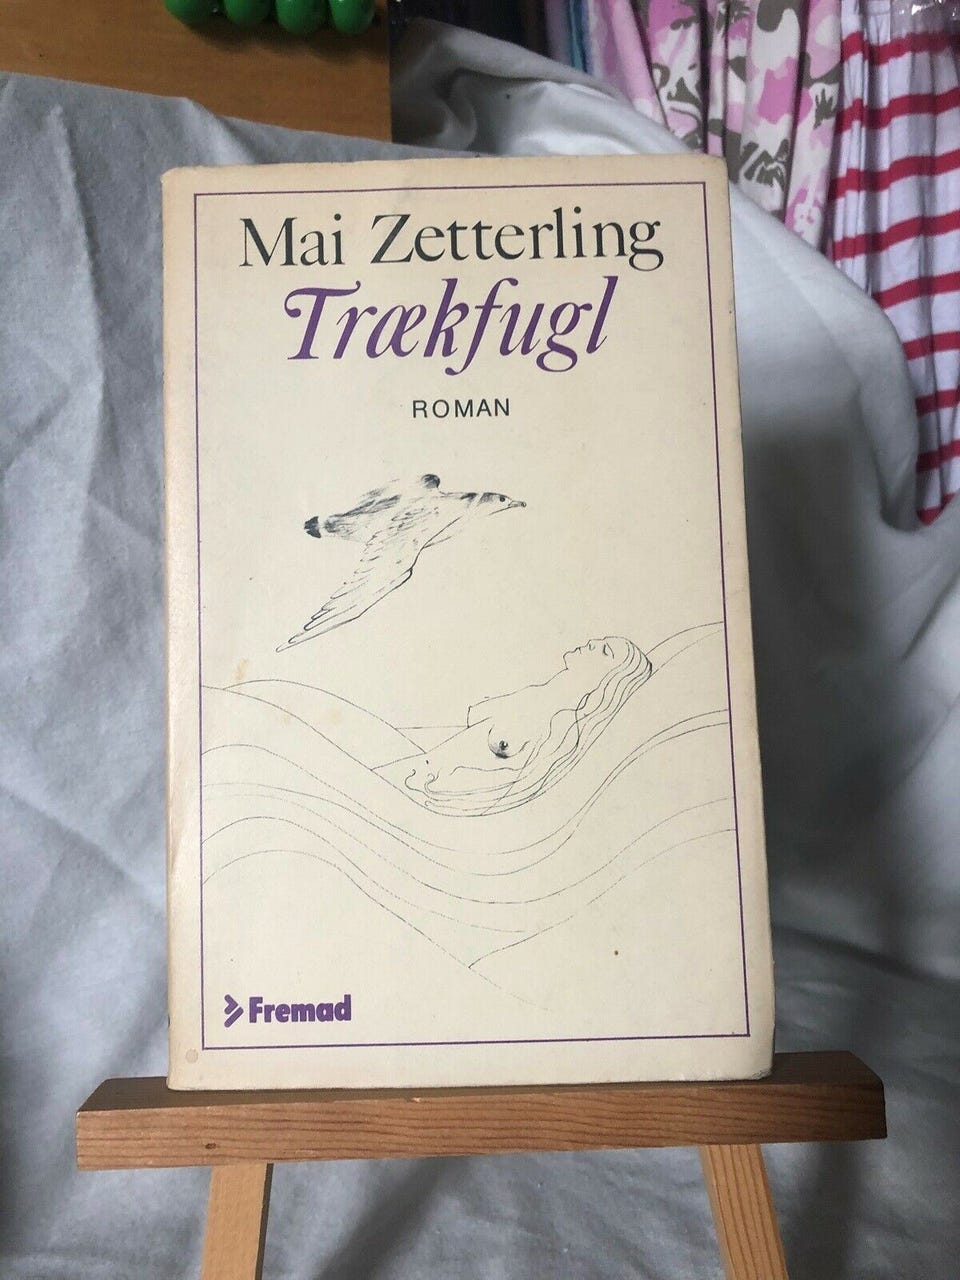 Mai Zetterling
Trækfugl
ROMAN
Fremad